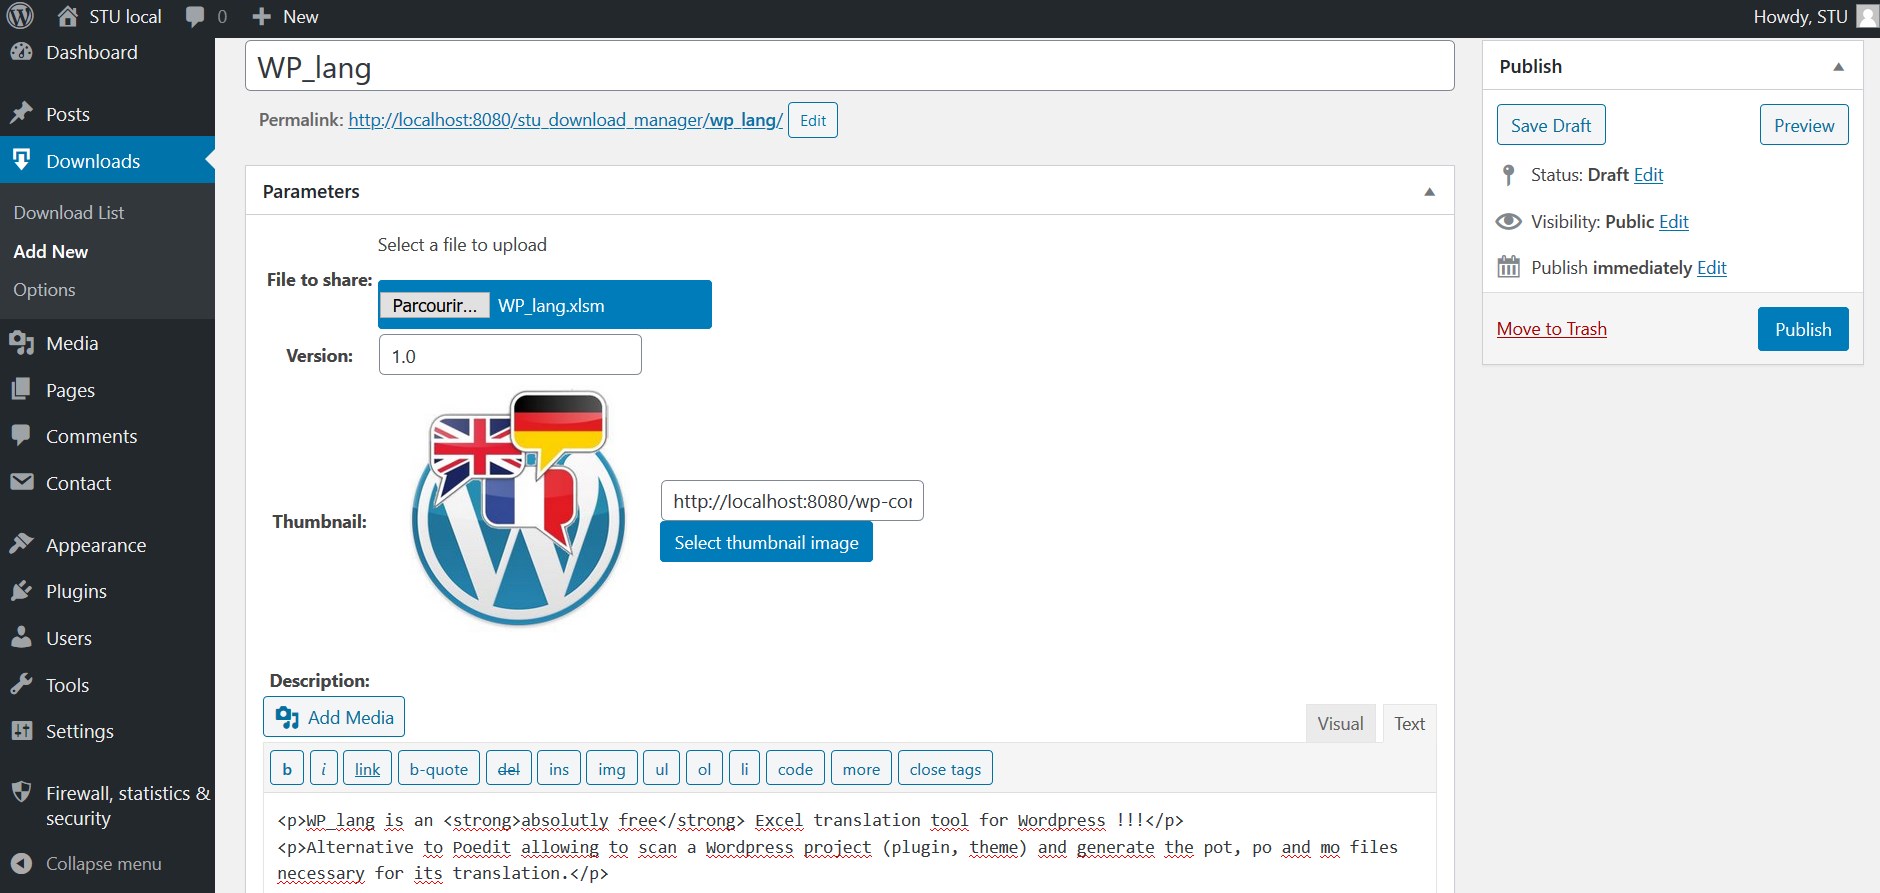 STU local 0 New Howdy, STU
Dashboard
Posts
Downloads
Download List
Add New
Options
Media
Pages
Comments
Contact
Appearance
Plugins
Users
Tools
Settings
Firewall, statistics &
security
Collapse menu
WP_lang
Permalink: http://localhost:8080/stu_download_manager/wp_lang/ Edit
Parameters
Select a file to upload
File to share:
Parcourir... WP_lang.xlsm
Version: 1.0
Thumbnail:
http://localhost:8080/wp-cor
Select thumbnail image
Description:
Add Media
Visual Text
b i link b-quote del ins img ul ol li code more close tags
<p>WP_lang is an <strong>absolutly free</strong> Excel translation tool for Wordpress !!!</p>
<p>Alternative to Poedit allowing to scan a Wordpress project (plugin, theme) and generate the pot, po and mo files
necessary for its translation.</p>
Publish
Save Draft Preview
Status: Draft Edit
Visibility: Public Edit
Publish immediately Edit
Move to Trash Publish